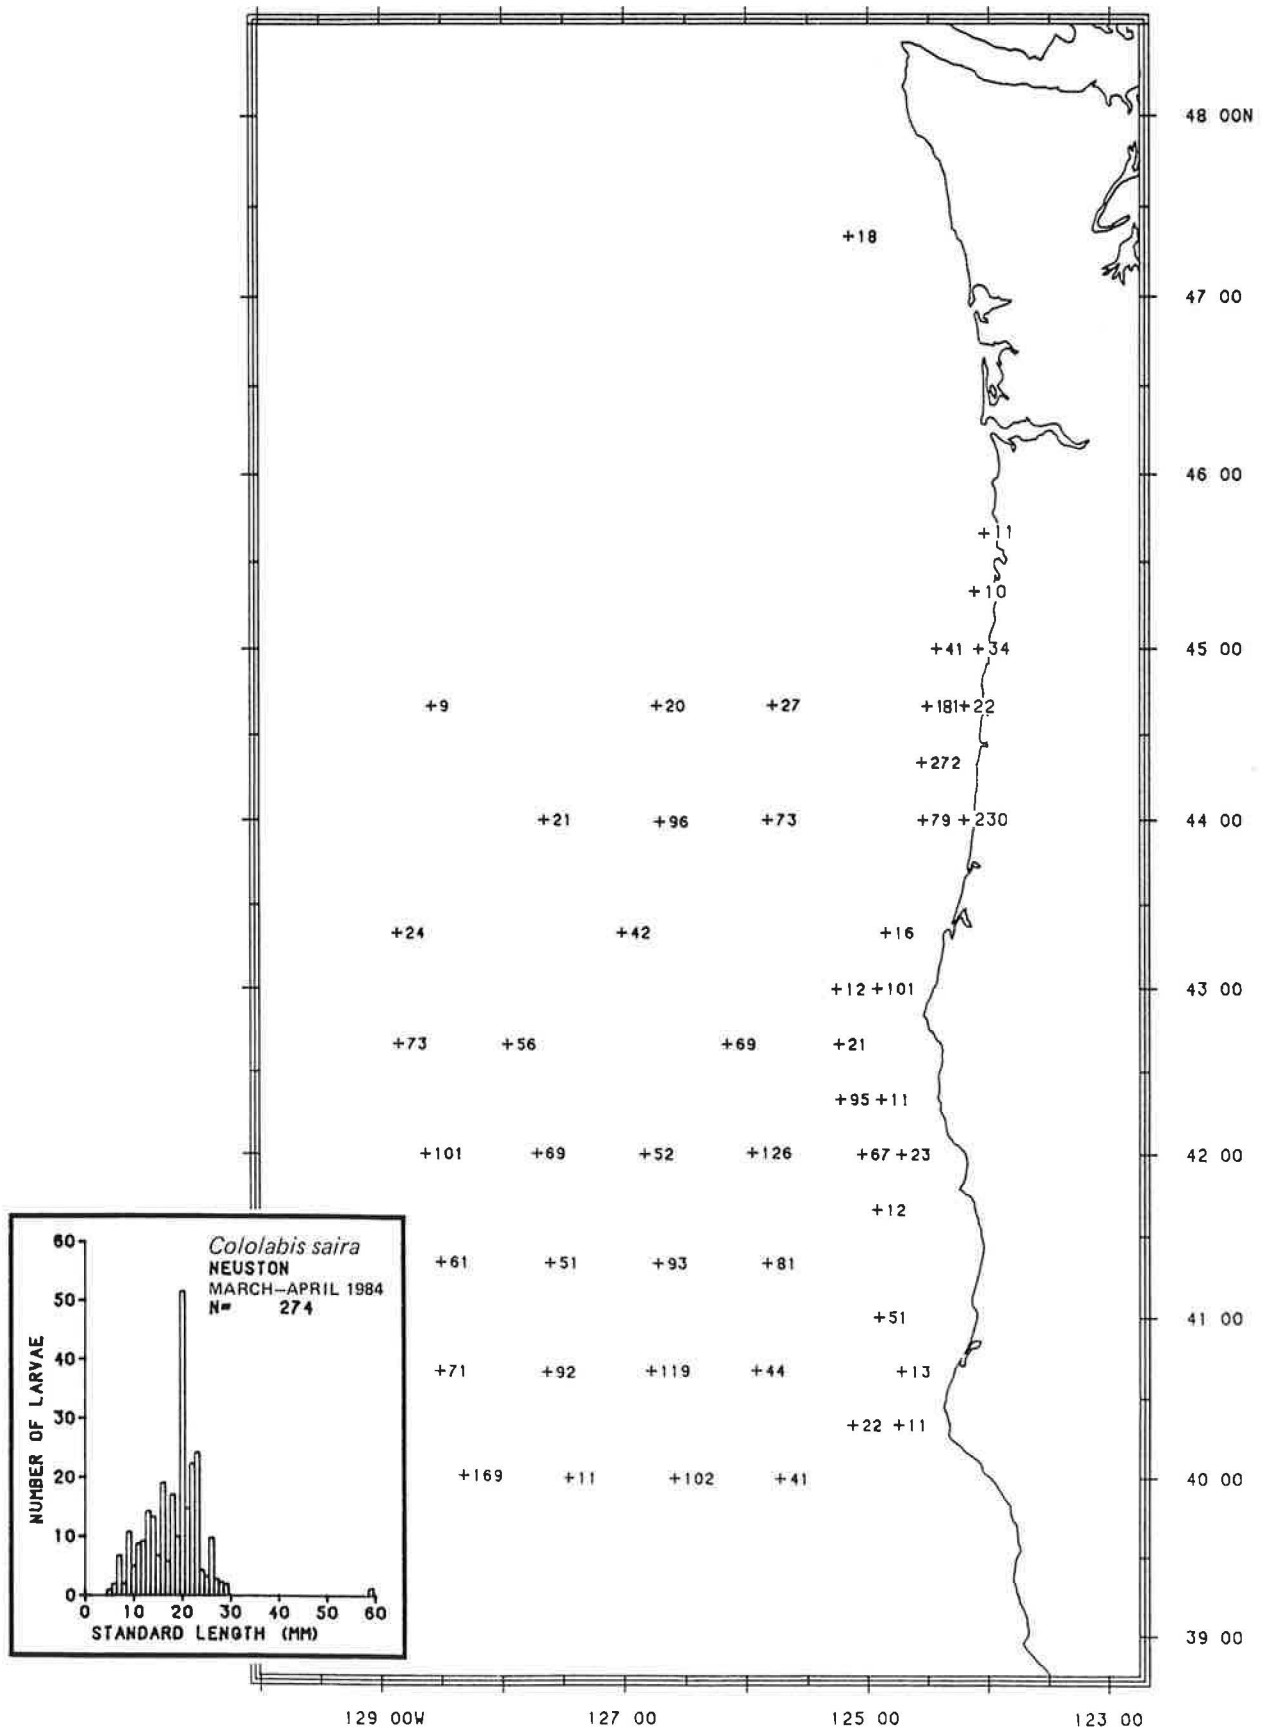 48 00N
+18
47 00
46 00
+11
+10
+41 +34 45 00
+9 +20 +27 +181+22
+272
+21 +96 +73 +79 +230 44 00
+24 +42 +16
+12 +101 43 00
+73 +56 +69 +21
+95 +11
+101 +69 +52 +126 +67 +23 42 00
+12
+61 +51 +93 +81
+51 41 00
+71 +92 +119 +44 +13
+22 +11
+169 +11 +102 +41 40 00
39 00
129 00W 127 00 125 00 123 00
Cololabis saira
NEUSTON
MARCH–APRIL 1984
N= 274
NUMBER OF LARVAE
60
50
40
30
20
10
0
0 10 20 30 40 50 60
STANDARD LENGTH (MM)